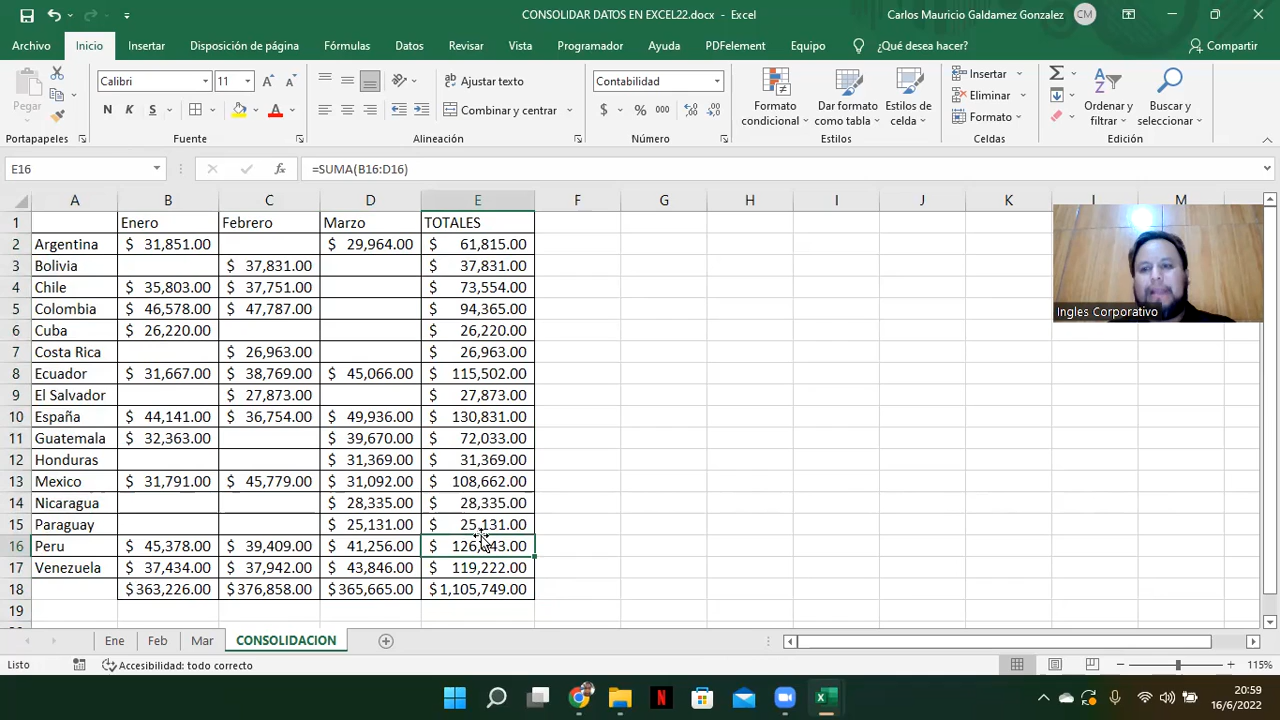 CONSOLIDAR DATOS EN EXCEL22.docx - Excel
Carlos Mauricio Galdamez Gonzalez CM
Archivo Inicio Insertar Disposición de página Fórmulas Datos Revisar Vista Programador Ayuda PDFelement Equipo ¿Qué desea hacer? Compartir
Pegar
Calibri 11
N K S
Ajustar texto
Combinar y centrar
Contabilidad
$ % 000
Formato condicional
Dar formato como tabla
Estilos de celda
Insertar
Eliminar
Formato
Ordenar y filtrar
Buscar y seleccionar
Portapapeles Fuente Alineación Número Estilos Celdas Edición
E16 fx =SUMA(B16:D16)
A B C D E F G H I J K L M
1 Enero Febrero Marzo TOTALES
2 Argentina $ 31,851.00 $ 29,964.00 $ 61,815.00
3 Bolivia $ 37,831.00 $ 37,831.00
4 Chile $ 35,803.00 $ 37,751.00 $ 73,554.00
5 Colombia $ 46,578.00 $ 47,787.00 $ 94,365.00
6 Cuba $ 26,220.00 $ 26,220.00
7 Costa Rica $ 26,963.00 $ 26,963.00
8 Ecuador $ 31,667.00 $ 38,769.00 $ 45,066.00 $ 115,502.00
9 El Salvador $ 27,873.00 $ 27,873.00
10 España $ 44,141.00 $ 36,754.00 $ 49,936.00 $ 130,831.00
11 Guatemala $ 32,363.00 $ 39,670.00 $ 72,033.00
12 Honduras $ 31,369.00 $ 31,369.00
13 Mexico $ 31,791.00 $ 45,779.00 $ 31,092.00 $ 108,662.00
14 Nicaragua $ 28,335.00 $ 28,335.00
15 Paraguay $ 25,131.00 $ 25,131.00
16 Peru $ 45,378.00 $ 39,409.00 $ 41,256.00 $ 126,043.00
17 Venezuela $ 37,434.00 $ 37,942.00 $ 43,846.00 $ 119,222.00
18 $363,226.00 $376,858.00 $365,665.00 $1,105,749.00
19
Ingles Corporativo
Ene Feb Mar CONSOLIDACION
Listo Accesibilidad: todo correcto 115%
N
20:59
16/6/2022